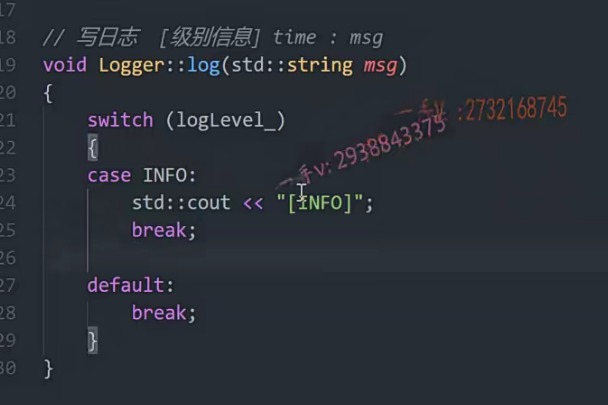 17
18 // 写日志 [级别信息] time : msg
19 void Logger::log(std::string msg)
20 {
21 switch (logLevel_)
一手v :2732168745
22 {
一手v: 2938843375
23 case INFO:
24 std::cout << "[INFO]";
25 break;
26
27 default:
28 break;
29 }
30 }